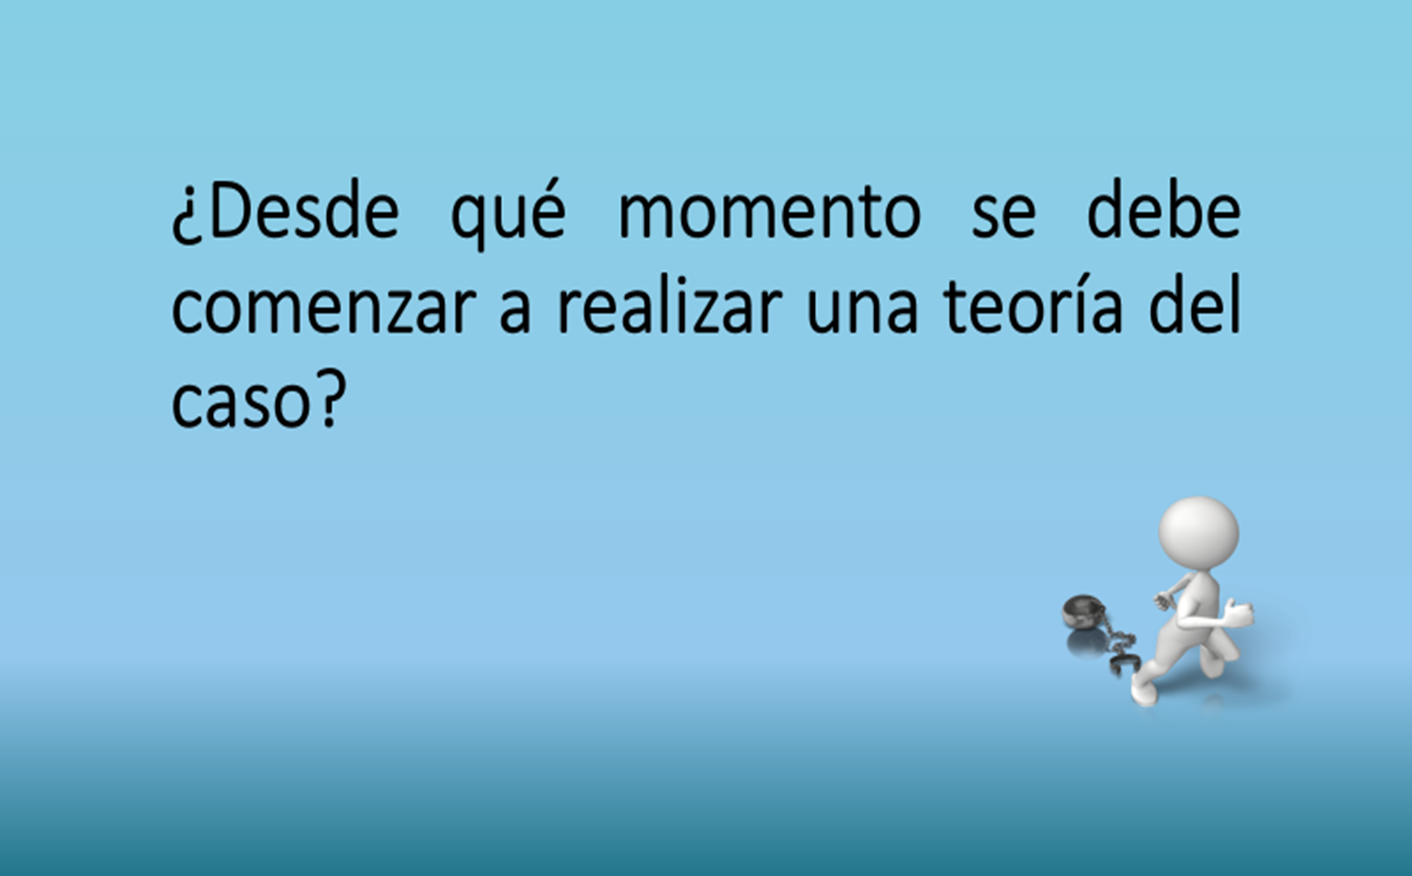 ¿Desde qué momento se debe
comenzar a realizar una teoría del
caso?